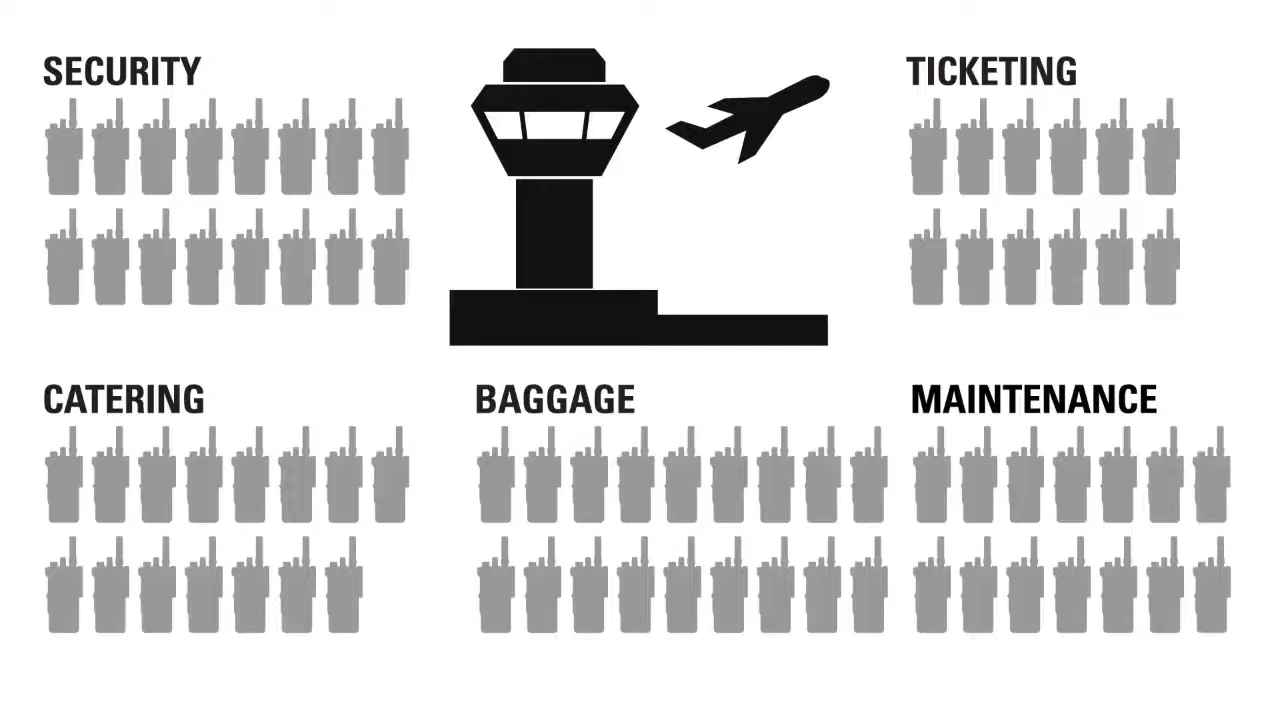 SECURITY
TICKETING
CATERING
BAGGAGE
MAINTENANCE